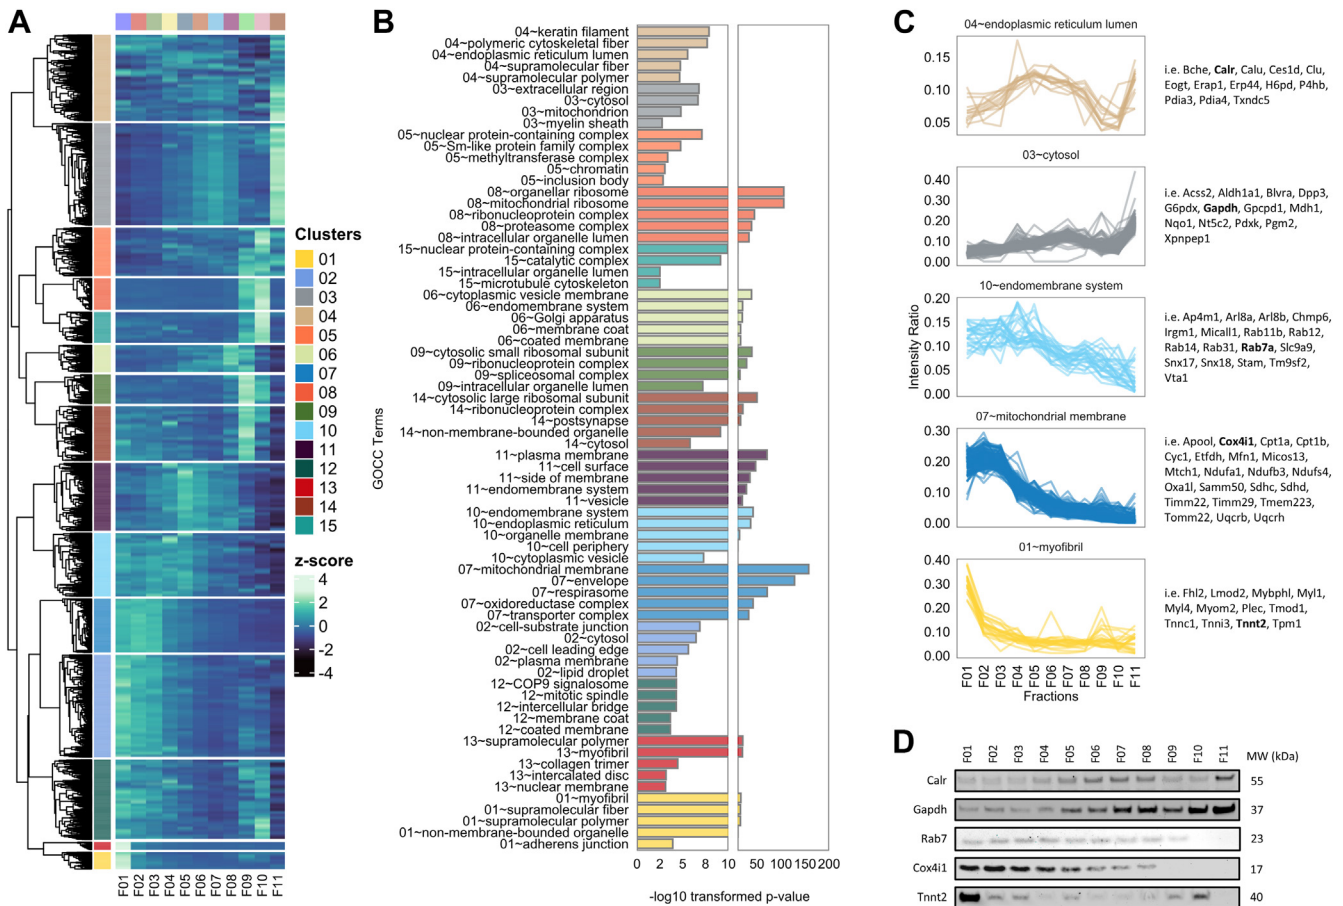 A
F01 F02 F03 F04 F05 F06 F07 F08 F09 F10 F11
Clusters
01
02
03
04
05
06
07
08
09
10
11
12
13
14
15
z-score
4
2
0
-2
-4
B
GOCC Terms
04~keratin filament
04~polymeric cytoskeletal fiber
04~endoplasmic reticulum lumen
04~supramolecular fiber
04~supramolecular polymer
03~extracellular region
03~cytosol
03~mitochondrion
03~myelin sheath
05~nuclear protein-containing complex
05~Sm-like protein family complex
05~methyltransferase complex
05~chromatin
05~inclusion body
08~organellar ribosome
08~mitochondrial ribosome
08~ribonucleoprotein complex
08~proteasome complex
08~intracellular organelle lumen
15~nuclear protein-containing complex
15~catalytic complex
15~intracellular organelle lumen
15~microtubule cytoskeleton
06~cytoplasmic vesicle membrane
06~endomembrane system
06~Golgi apparatus
06~membrane coat
06~coated membrane
09~cytosolic small ribosomal subunit
09~ribonucleoprotein complex
09~spliceosomal complex
09~intracellular organelle lumen
14~cytosolic large ribosomal subunit
14~ribonucleoprotein complex
14~postsynapse
14~non-membrane-bounded organelle
14~cytosol
11~plasma membrane
11~cell surface
11~side of membrane
11~endomembrane system
11~vesicle
10~endomembrane system
10~endoplasmic reticulum
10~organelle membrane
10~cell periphery
10~cytoplasmic vesicle
07~mitochondrial membrane
07~envelope
07~respirasome
07~oxidoreductase complex
07~transporter complex
02~cell-substrate junction
02~cytosol
02~cell leading edge
02~plasma membrane
02~lipid droplet
12~COP9 signalosome
12~mitotic spindle
12~intercellular bridge
12~membrane coat
12~coated membrane
13~supramolecular polymer
13~myofibril
13~collagen trimer
13~intercalated disc
13~nuclear membrane
01~myofibril
01~supramolecular fiber
01~supramolecular polymer
01~non-membrane-bounded organelle
01~adherens junction
0 2 5 8 10 50 100 150 200
-log10 transformed p-value
C
Intensity Ratio
04~endoplasmic reticulum lumen
0.15
0.10
0.05
i.e. Bche, Calr, Calu, Ces1d, Clu,
Eogt, Erap1, Erp44, H6pd, P4hb,
Pdia3, Pdia4, Txndc5
03~cytosol
0.40
0.30
0.20
0.10
0.00
i.e. Acss2, Aldh1a1, Blvra, Dpp3,
G6pdx, Gapdh, Gpcpd1, Mdh1,
Nqo1, Nt5c2, Pdxk, Pgm2,
Xpnpep1
10~endomembrane system
0.20
0.15
0.10
0.05
0.00
i.e. Ap4m1, Arl8a, Arl8b, Chmp6,
Irgm1, Micall1, Rab11b, Rab12,
Rab14, Rab31, Rab7a, Slc9a9,
Snx17, Snx18, Stam, Tm9sf2,
Vta1
07~mitochondrial membrane
0.30
0.20
0.10
0.00
i.e. Apool, Cox4i1, Cpt1a, Cpt1b,
Cyc1, Etfdh, Mfn1, Micos13,
Mtch1, Ndufa1, Ndufb3, Ndufs4,
Oxa1l, Samm50, Sdhc, Sdhd,
Timm22, Timm29, Tmem223,
Tomm22, Uqcrb, Uqcrh
01~myofibril
0.40
0.30
0.20
0.10
0.00
i.e. Fhl2, Lmod2, Mybphl, Myl1,
Myl4, Myom2, Plec, Tmod1,
Tnnc1, Tnni3, Tnnt2, Tpm1
F01 F02 F03 F04 F05 F06 F07 F08 F09 F10 F11
Fractions
D
F01 F02 F03 F04 F05 F06 F07 F08 F09 F10 F11 MW (kDa)
Calr 55
Gapdh 37
Rab7 23
Cox4i1 17
Tnnt2 40